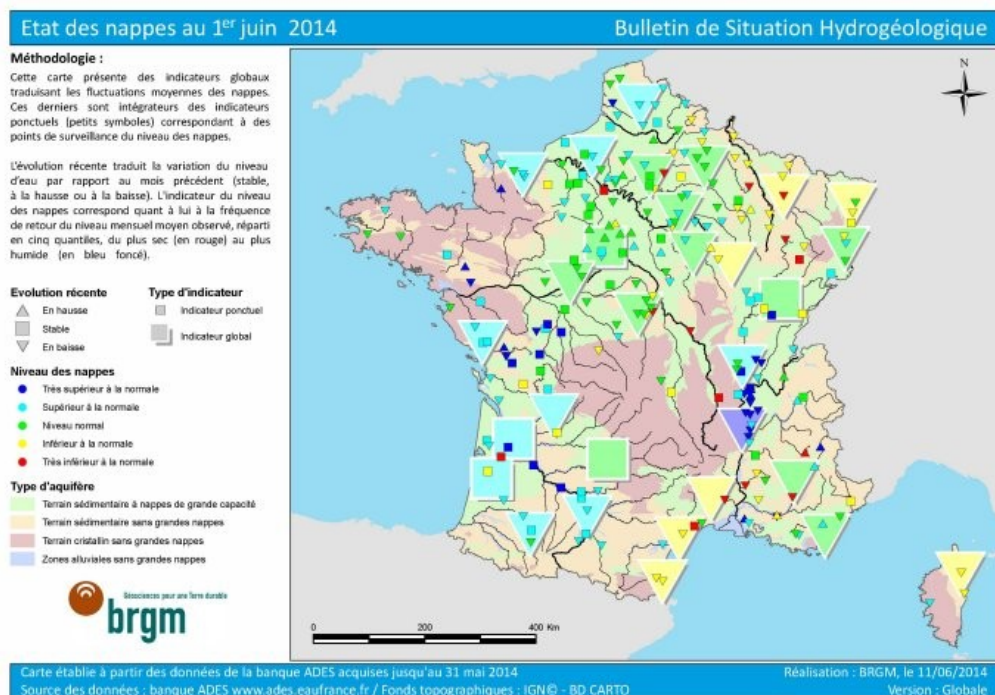 Etat des nappes au 1er juin 2014
Bulletin de Situation Hydrogéologique
Méthodologie :
Cette carte présente des indicateurs globaux
traduisant les fluctuations moyennes des nappes.
Ces derniers sont intégrateurs des indicateurs
ponctuels (petits symboles) correspondant à des
points de surveillance du niveau des nappes.
L'évolution récente traduit la variation du niveau
d'eau par rapport au mois précédent (stable,
à la hausse ou à la baisse). L'indicateur du niveau
des nappes correspond quant à lui à la fréquence
de retour du niveau mensuel moyen observé, réparti
en cinq quantiles, du plus sec (en rouge) au plus
humide (en bleu foncé).
Evolution récente
En hausse
Stable
En baisse
Type d'indicateur
Indicateur ponctuel
Indicateur global
Niveau des nappes
Très supérieur à la normale
Supérieur à la normale
Niveau normal
Inférieur à la normale
Très inférieur à la normale
Type d'aquifère
Terrain sédimentaire à nappes de grande capacité
Terrain sédimentaire sans grandes nappes
Terrain cristallin sans grandes nappes
Zones alluviales sans grandes nappes
Géosciences pour une Terre durable
brgm
N
0 200 400 Km
Carte établie à partir des données de la banque ADES acquises jusqu'au 31 mai 2014
Source des données : banque ADES www.ades.eaufrance.fr / Fonds topographiques : IGN© - BD CARTO
Réalisation : BRGM, le 11/06/2014
Version : Globale